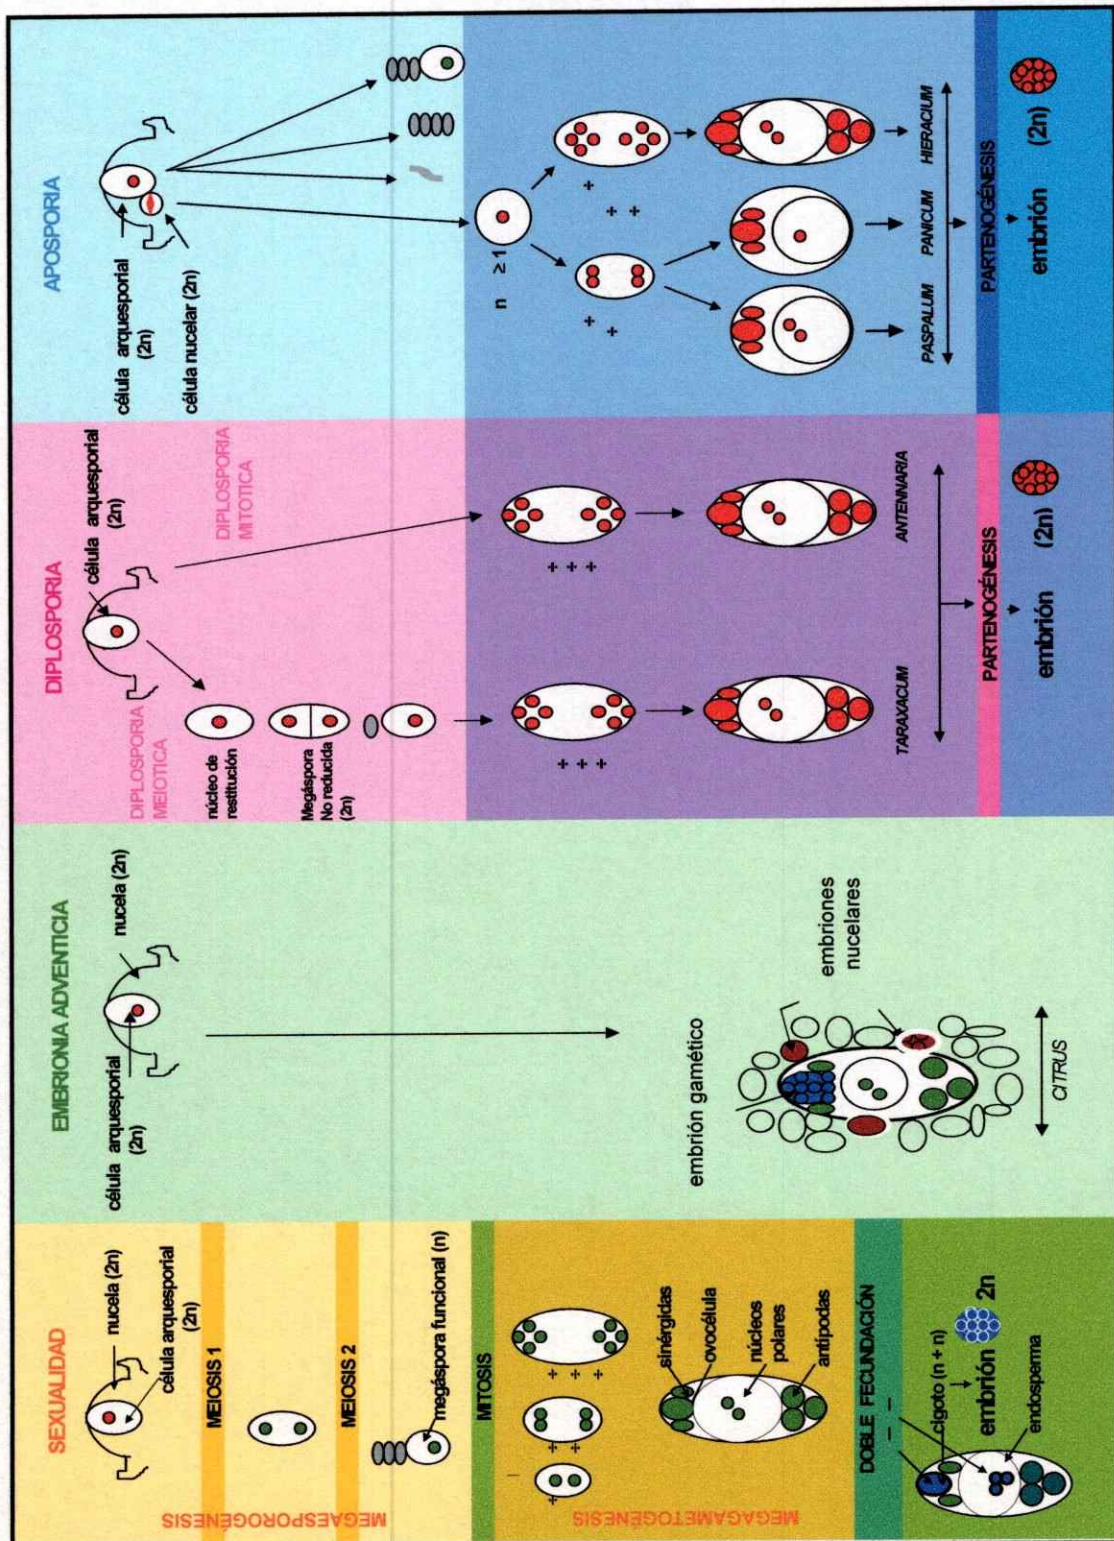 SEXUALIDAD
nucela (2n)
célula arquesporial
(2n)
MEIOSIS 1
MEIOSIS 2
megáspora funcional (n)
MEGAESPOROGÉNESIS
MITOSIS
÷
÷ ÷
÷ ÷ ÷
sinérgidas
ovocélula
núcleos
polares
antípodas
MEGAGAMETOGÉNESIS
DOBLE FECUNDACIÓN
cigoto (n + n)
embrión 2n
endosperma
EMBRIONIA ADVENTICIA
célula arquesporial
(2n)
nucela (2n)
embrión gamético
embriones
nucelares
CITRUS
DIPLOSPORIA
célula arquesporial
(2n)
DIPLOSPORIA
MEIOTICA
DIPLOSPORIA
MITOTICA
núcleo de
restitución
Megáspora
No reducida
(2n)
÷ ÷ ÷
÷ ÷ ÷
TARAXACUM
ANTENNARIA
PARTENOGÉNESIS
embrión (2n)
APOSPORIA
célula arquesporial
(2n)
célula nucelar (2n)
n ≥ 1
÷ ÷
÷ ÷ ÷
PASPALUM
PANICUM
HIERACIUM
PARTENOGÉNESIS
embrión (2n)